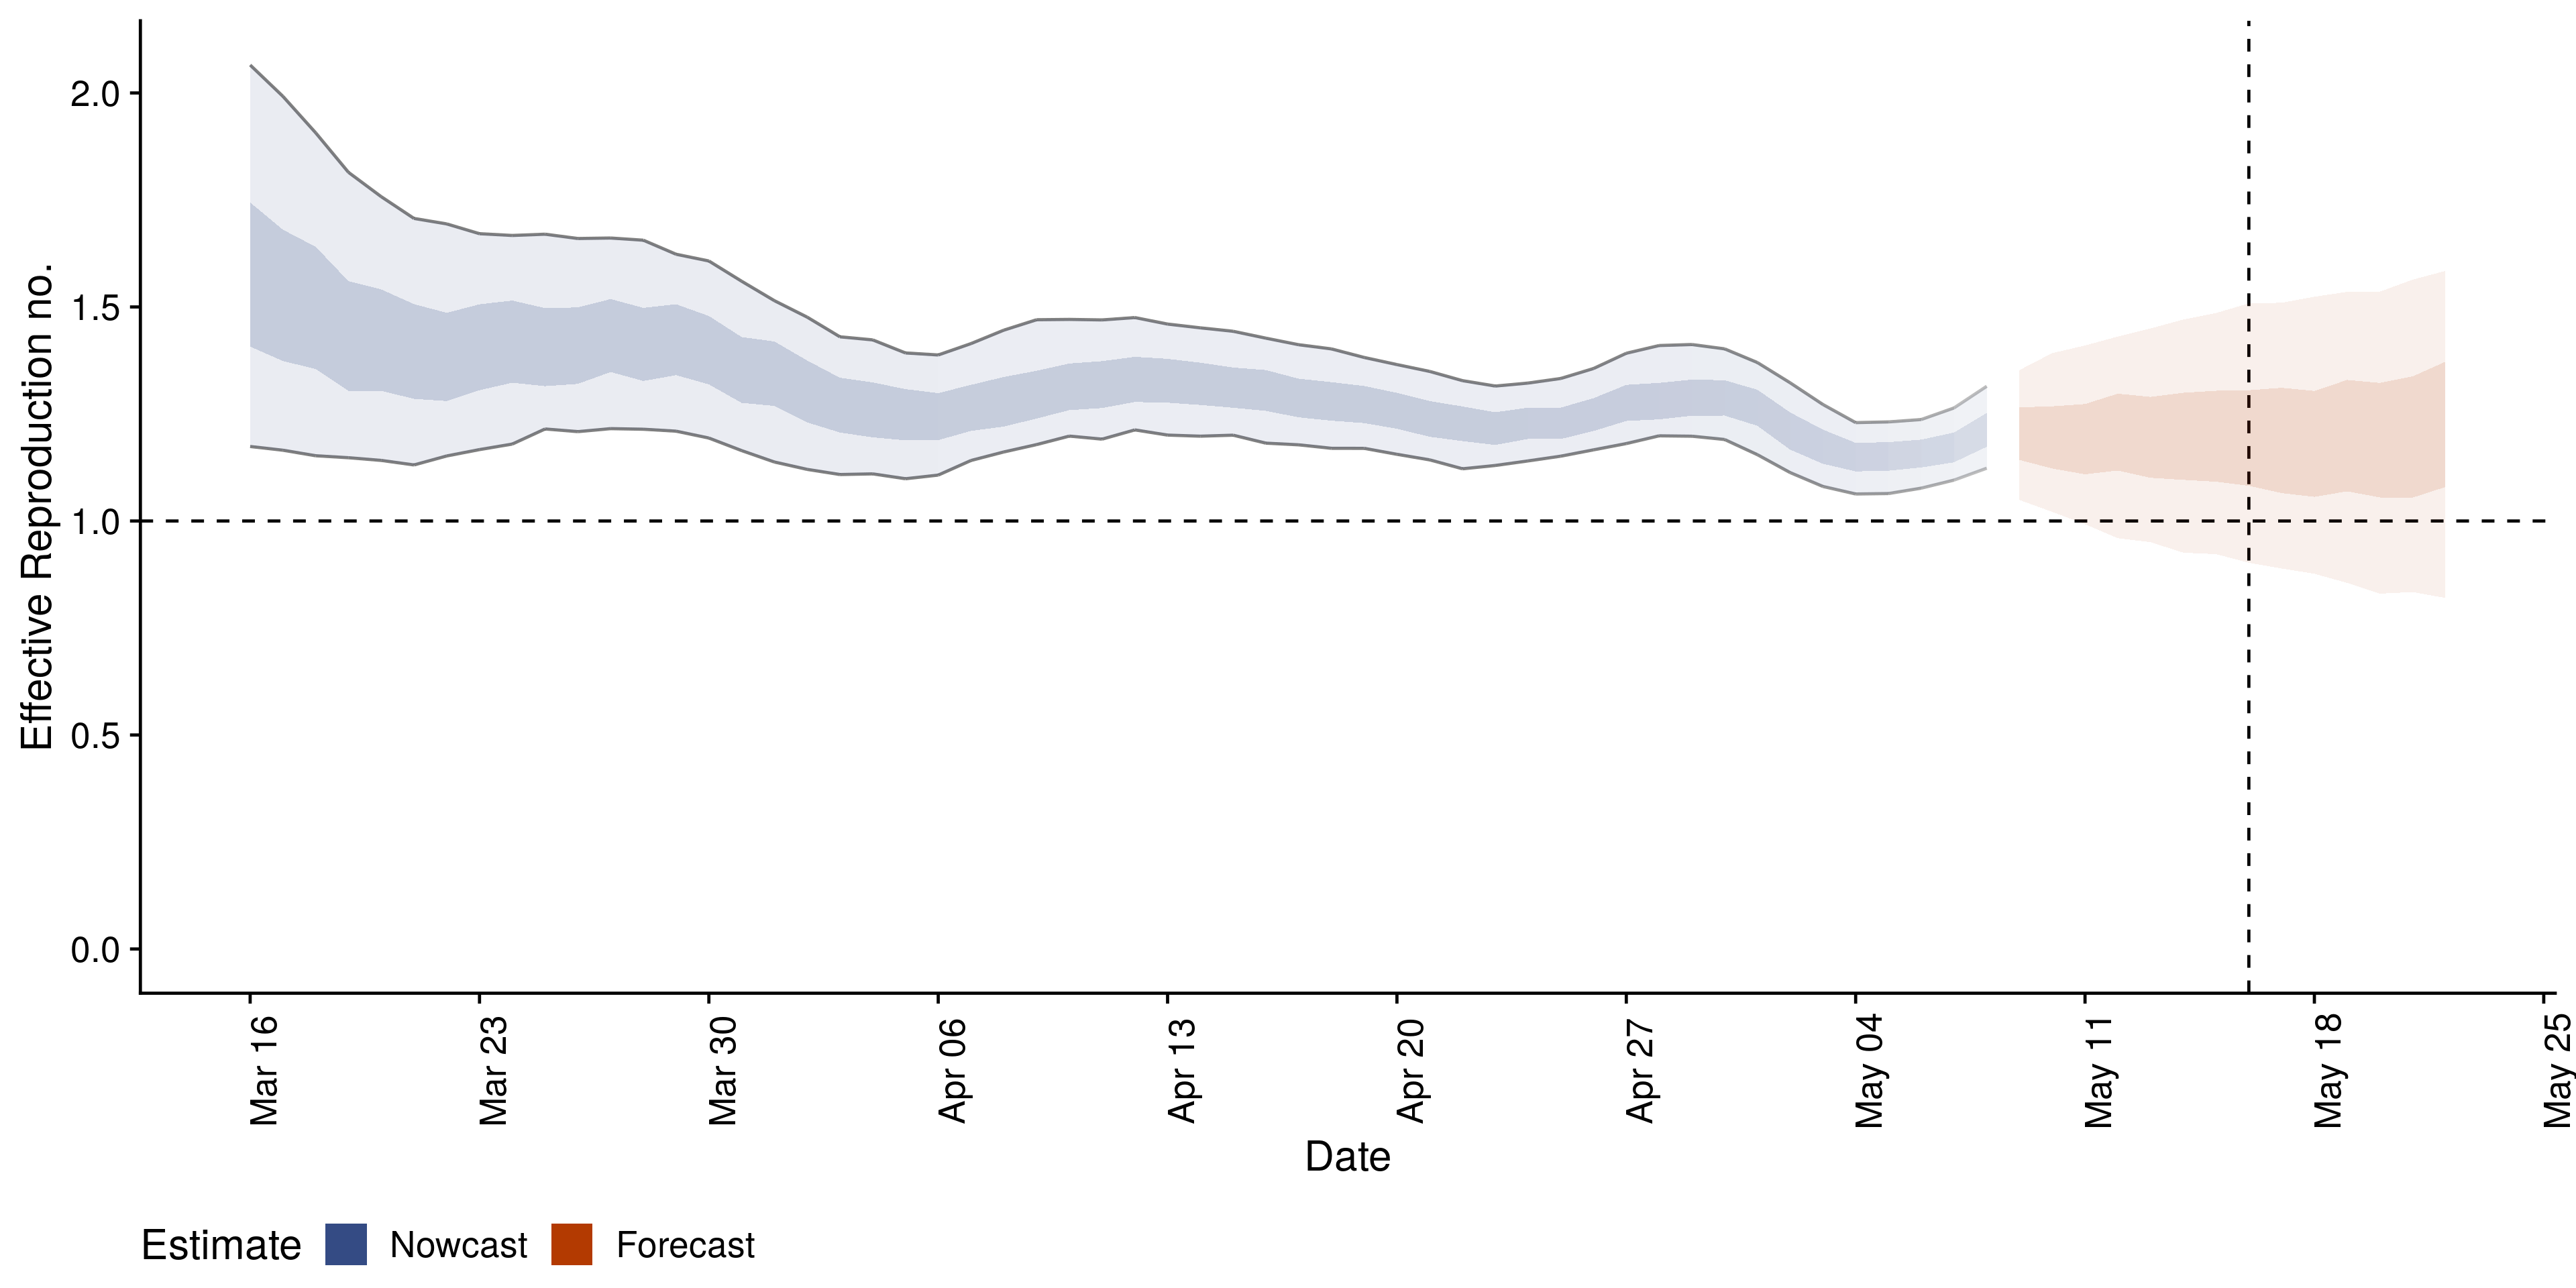 Effective Reproduction no.
2.0
1.5
1.0
0.5
0.0
Mar 16
Mar 23
Mar 30
Apr 06
Apr 13
Apr 20
Apr 27
May 04
May 11
May 18
May 25
Date
Estimate Nowcast Forecast